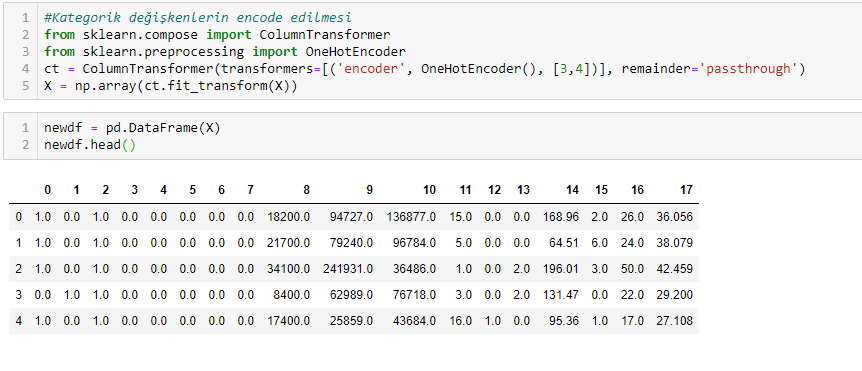 1 #Kategorik değişkenlerin encode edilmesi
2 from sklearn.compose import ColumnTransformer
3 from sklearn.preprocessing import OneHotEncoder
4 ct = ColumnTransformer(transformers=[('encoder', OneHotEncoder(), [3,4])], remainder='passthrough')
5 X = np.array(ct.fit_transform(X))
1 newdf = pd.DataFrame(X)
2 newdf.head()
0 1 2 3 4 5 6 7 8 9 10 11 12 13 14 15 16 17
0 1.0 0.0 1.0 0.0 0.0 0.0 0.0 0.0 18200.0 94727.0 136877.0 15.0 0.0 0.0 168.96 2.0 26.0 36.056
1 1.0 0.0 1.0 0.0 0.0 0.0 0.0 0.0 21700.0 79240.0 96784.0 5.0 0.0 0.0 64.51 6.0 24.0 38.079
2 1.0 0.0 1.0 0.0 0.0 0.0 0.0 0.0 34100.0 241931.0 36486.0 1.0 0.0 2.0 196.01 3.0 50.0 42.459
3 0.0 1.0 1.0 0.0 0.0 0.0 0.0 0.0 8400.0 62989.0 76718.0 3.0 0.0 2.0 131.47 0.0 22.0 29.200
4 1.0 0.0 1.0 0.0 0.0 0.0 0.0 0.0 17400.0 25859.0 43684.0 16.0 1.0 0.0 95.36 1.0 17.0 27.108